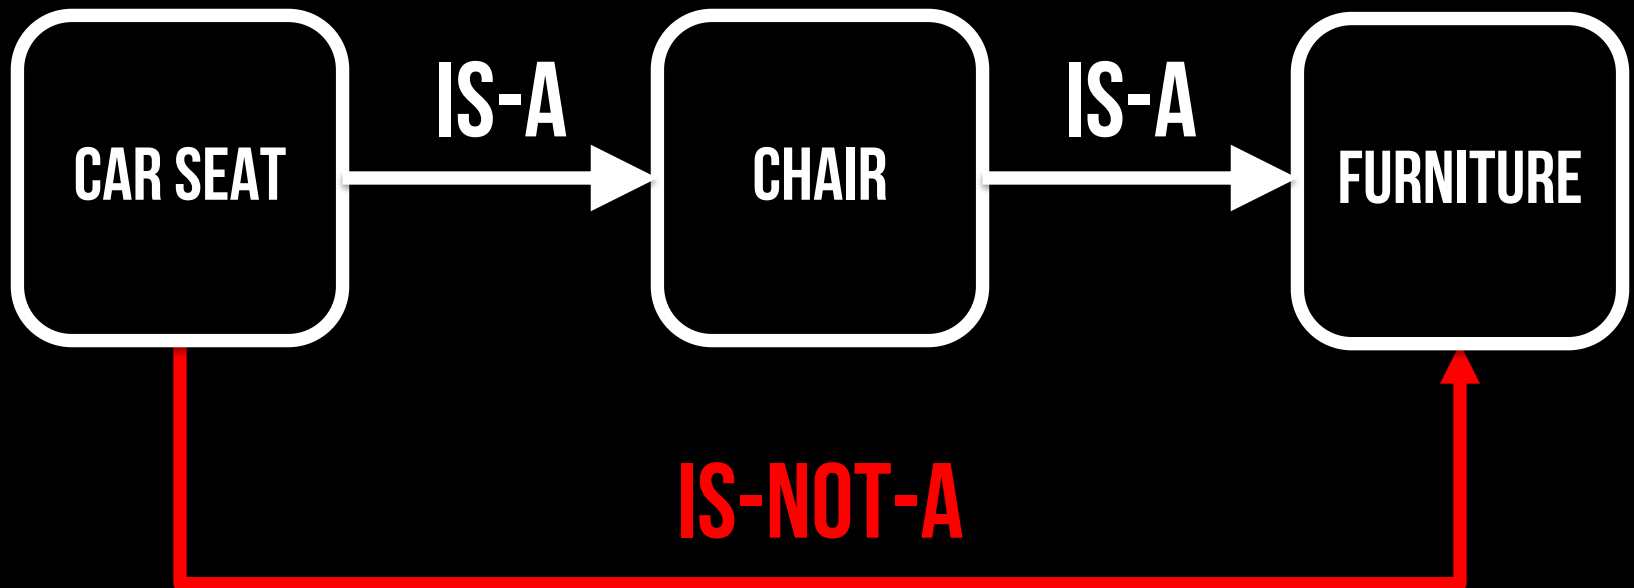 IS-A
IS-A
CAR SEAT
CHAIR
FURNITURE
IS-NOT-A